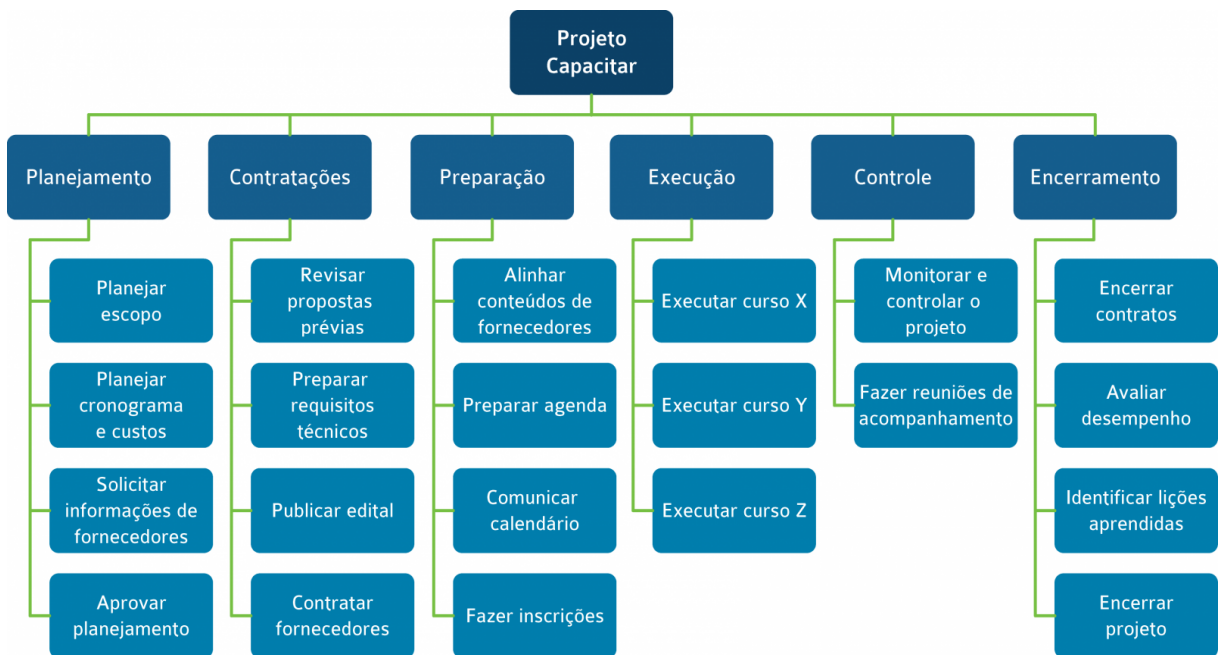 Projeto
Capacitar
Planejamento
Contratações
Preparação
Execução
Controle
Encerramento
Planejar
escopo
Planejar
cronograma
e custos
Solicitar
informações de
fornecedores
Aprovar
planejamento
Revisar
propostas
prévias
Preparar
requisitos
técnicos
Publicar edital
Contratar
fornecedores
Alinhar
conteúdos de
fornecedores
Preparar agenda
Comunicar
calendário
Fazer inscrições
Executar curso X
Executar curso Y
Executar curso Z
Monitorar e
controlar o
projeto
Fazer reuniões de
acompanhamento
Encerrar
contratos
Avaliar
desempenho
Identificar lições
aprendidas
Encerrar
projeto